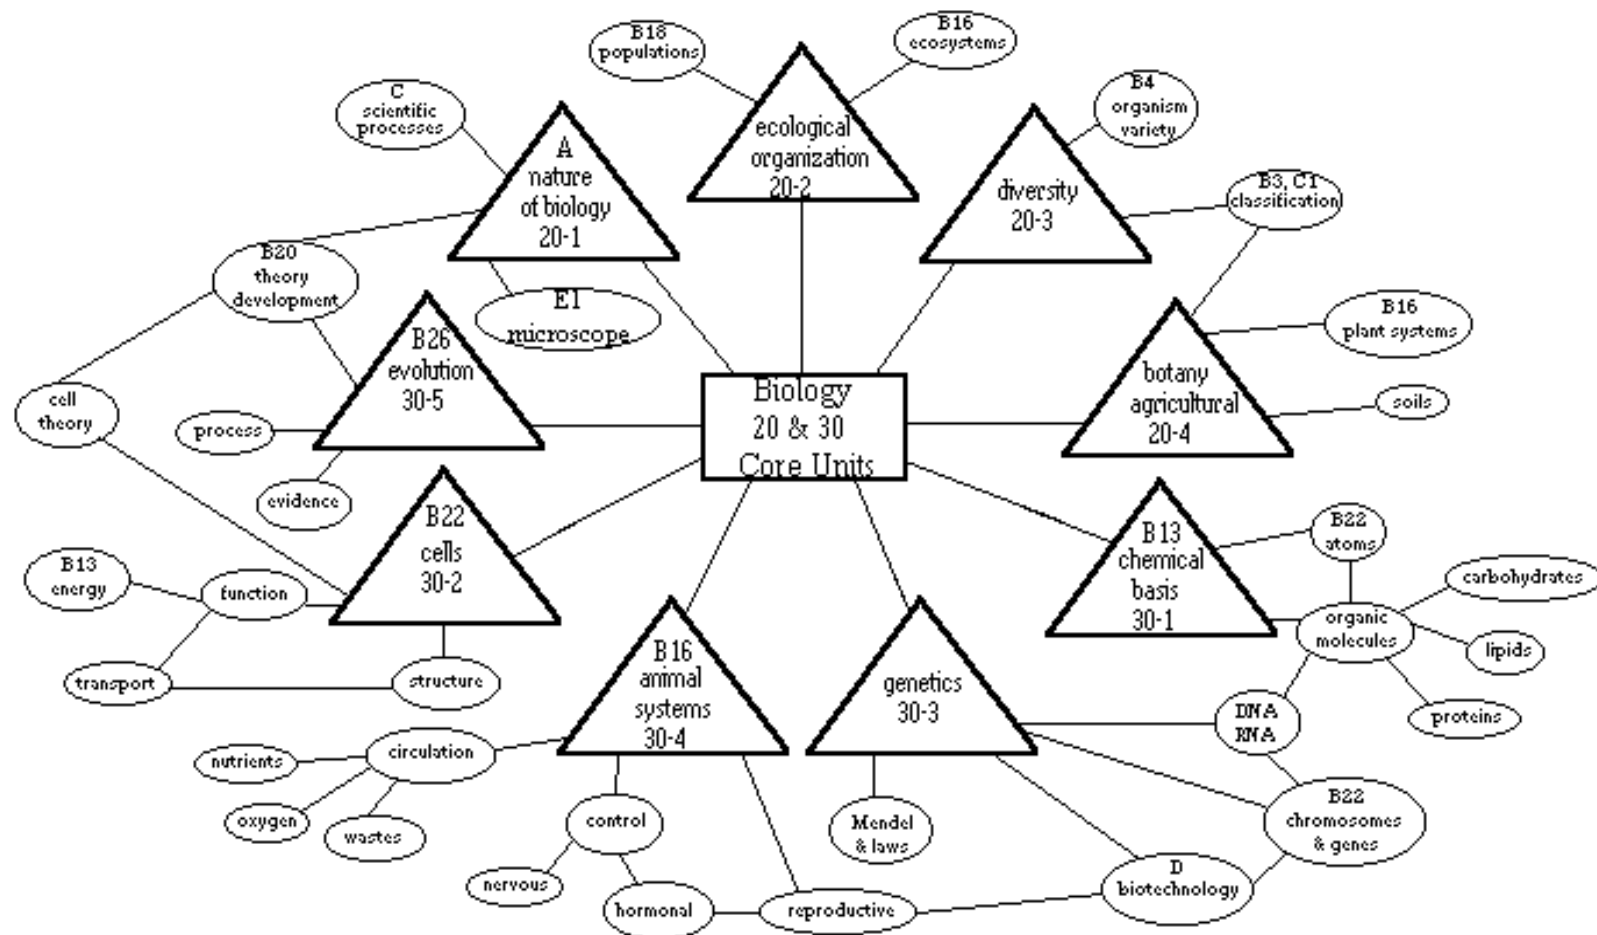 B18
populations
B16
ecosystems
C
scientific
processes
A
nature
of biology
20-1
ecological
organization
20-2
B4
organism
variety
diversity
20-3
B3, C1
classification
B20
theory
development
E1
microscope
B26
evolution
30-5
Biology
20 & 30
Core Units
botany
agricultural
20-4
B16
plant systems
soils
cell
theory
process
evidence
B22
cells
30-2
B13
energy
function
transport
structure
B13
chemical
basis
30-1
B22
atoms
carbohydrates
organic
molecules
lipids
proteins
B16
animal
systems
30-4
genetics
30-3
DNA
RNA
circulation
nutrients
oxygen
wastes
control
nervous
hormonal
reproductive
Mendel
& laws
B22
chromosomes
& genes
D
biotechnology